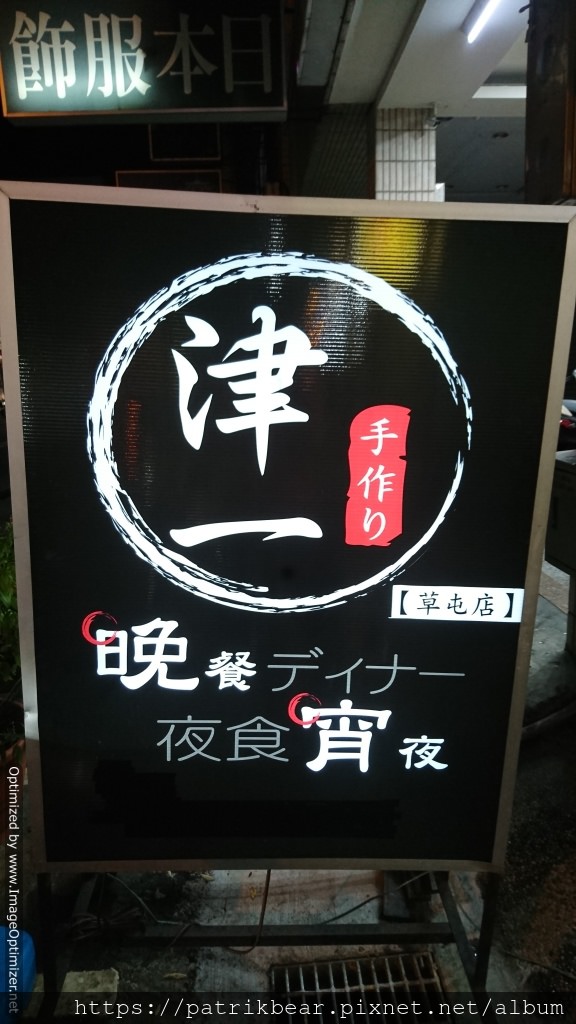 飾服本日
津一
手作り
【草屯店】
晚餐ディナー
夜食宵夜
Optimized by www.ImageOptimizer.net
https://patrikbear.pixnet.net/album